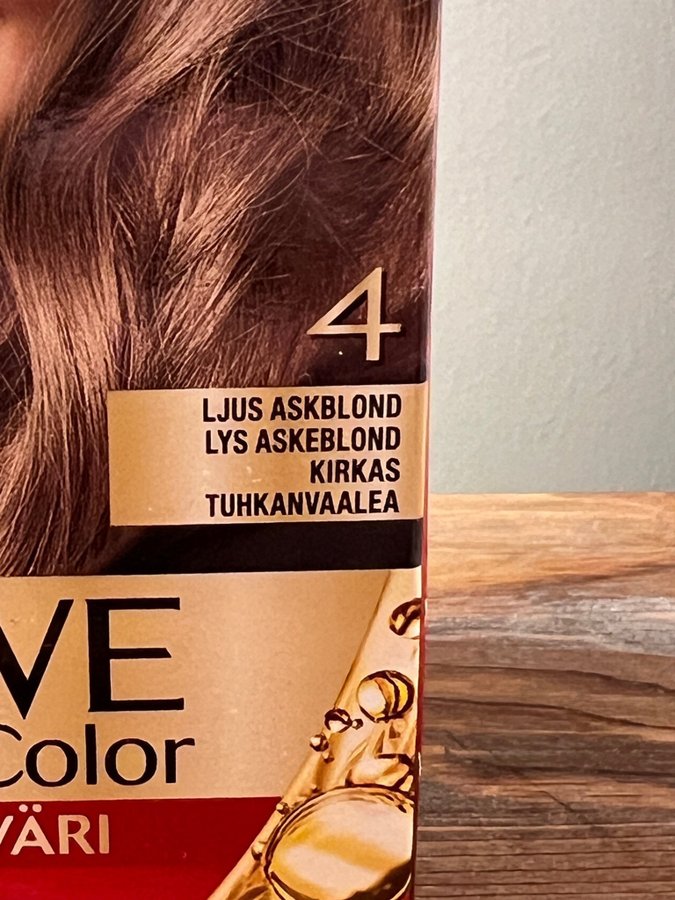 4
LJUS ASKBLOND
LYS ASKEBLOND
KIRKAS
TUHKANVAALEA
VE
Color
VÄRI